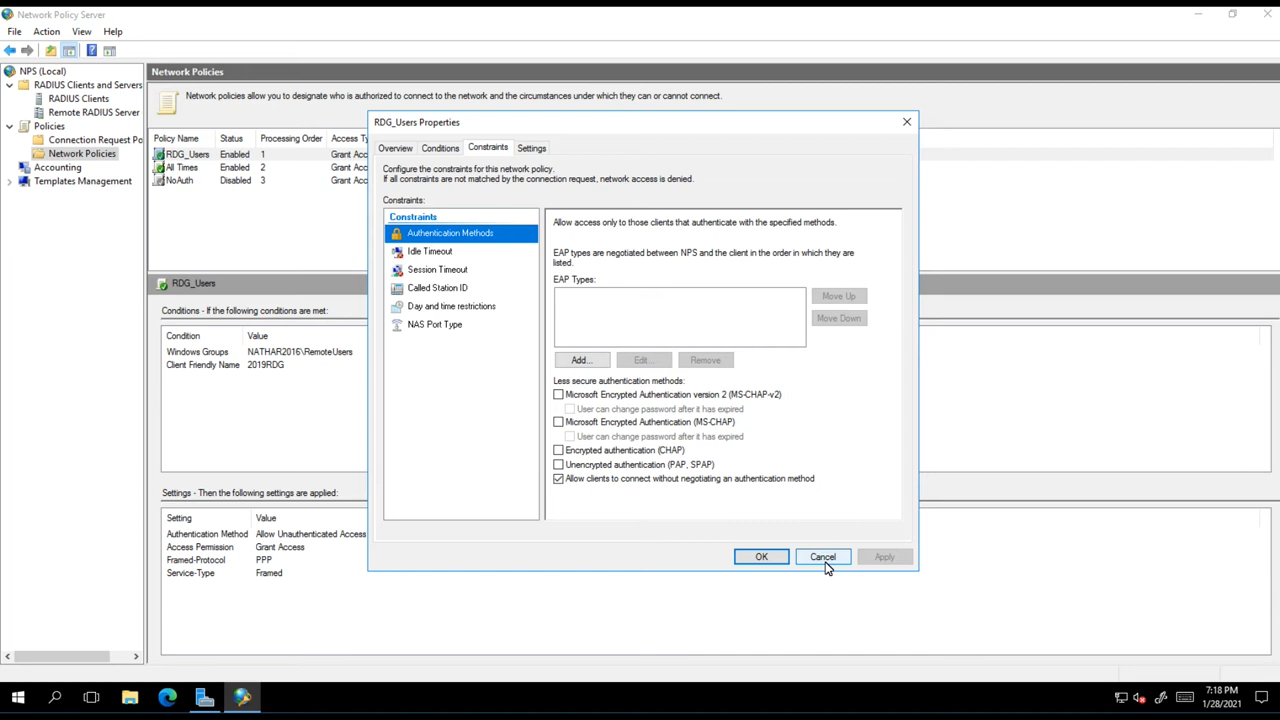 Network Policy Server
File Action View Help
NPS (Local)
RADIUS Clients and Servers
RADIUS Clients
Remote RADIUS Server
Policies
Connection Request Po
Network Policies
Accounting
Templates Management
Network Policies
Network policies allow you to designate who is authorized to connect to the network and the circumstances under which they can or cannot connect.
Policy Name Status Processing Order Access Ty
RDG_Users Enabled 1 Grant Acc
All Times Enabled 2 Grant Acc
NoAuth Disabled 3 Grant Acc
RDG_Users
Conditions - If the following conditions are met:
Condition Value
Windows Groups NATHAR2016\RemoteUsers
Client Friendly Name 2019RDG
Settings - Then the following settings are applied:
Setting Value
Authentication Method Allow Unauthenticated Access
Access Permission Grant Access
Framed-Protocol PPP
Service-Type Framed
RDG_Users Properties
Overview Conditions Constraints Settings
Configure the constraints for this network policy.
If all constraints are not matched by the connection request, network access is denied.
Constraints:
Constraints
Authentication Methods
Idle Timeout
Session Timeout
Called Station ID
Day and time restrictions
NAS Port Type
Allow access only to those clients that authenticate with the specified methods.
EAP types are negotiated between NPS and the client in the order in which they are
listed.
EAP Types:
Move Up
Move Down
Add... Edit... Remove
Less secure authentication methods:
Microsoft Encrypted Authentication version 2 (MS-CHAP-v2)
User can change password after it has expired
Microsoft Encrypted Authentication (MS-CHAP)
User can change password after it has expired
Encrypted authentication (CHAP)
Unencrypted authentication (PAP, SPAP)
Allow clients to connect without negotiating an authentication method
OK Cancel Apply
7:18 PM
1/28/2021